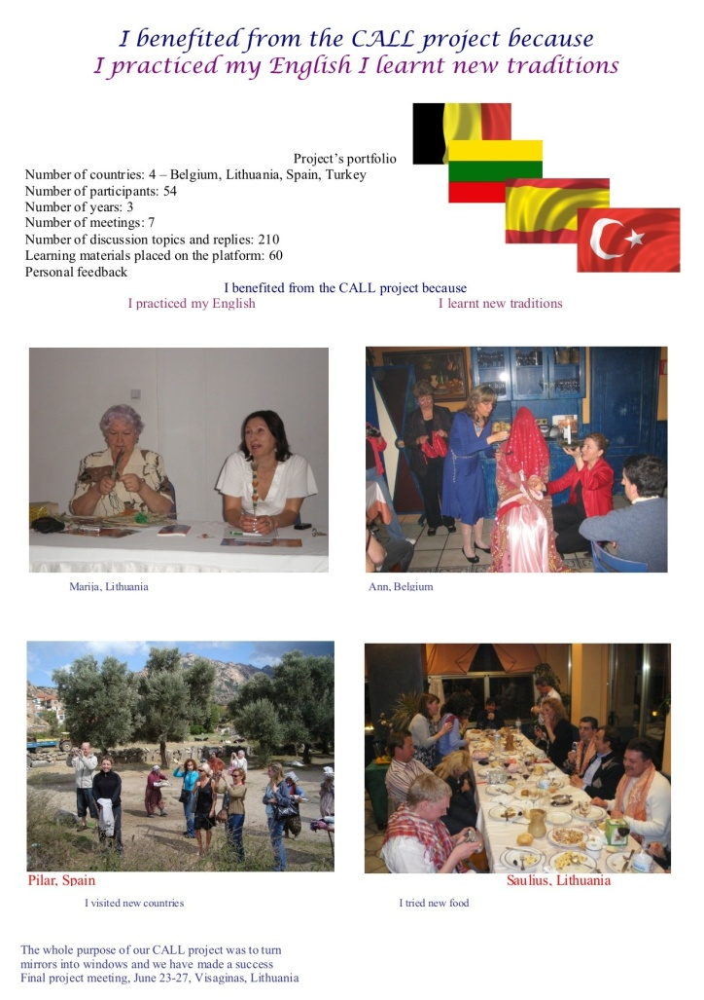 I benefited from the CALL project because
I practiced my English I learnt new traditions
Project's portfolio
Number of countries: 4 – Belgium, Lithuania, Spain, Turkey
Number of participants: 54
Number of years: 3
Number of meetings: 7
Number of discussion topics and replies: 210
Learning materials placed on the platform: 60
Personal feedback
I benefited from the CALL project because
I practiced my English I learnt new traditions
Marija, Lithuania
Ann, Belgium
Pilar, Spain
Saulius, Lithuania
I visited new countries
I tried new food
The whole purpose of our CALL project was to turn
mirrors into windows and we have made a success
Final project meeting, June 23-27, Visaginas, Lithuania